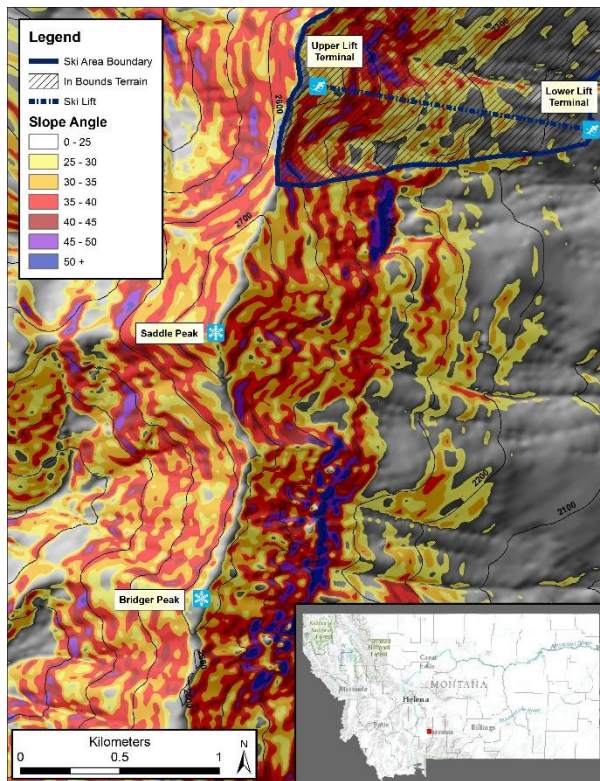 Legend
Ski Area Boundary
In Bounds Terrain
Ski Lift
Slope Angle
0 - 25
25 - 30
30 - 35
35 - 40
40 - 45
45 - 50
50 +
Upper Lift
Terminal
Lower Lift
Terminal
2300
2600
2700
Saddle Peak
2200
2100
Bridger Peak
Great
Falls
Missoula
MONTANA
Helena
Butte
Billings
Kilometers
0 0.5 1
N